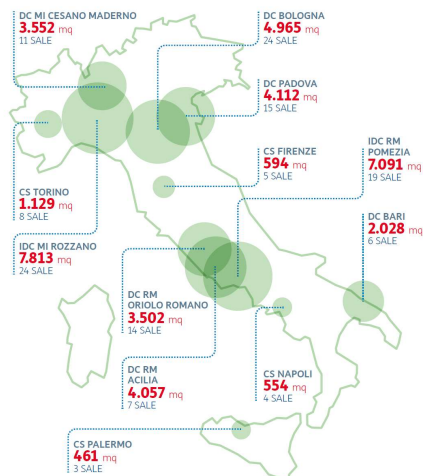 DC MI CESANO MADERNO
3.552 mq
11 SALE
DC BOLOGNA
4.965 mq
24 SALE
DC PADOVA
4.112 mq
15 SALE
CS FIRENZE
594 mq
5 SALE
IDC RM
POMEZIA
7.091 mq
19 SALE
CS TORINO
1.129 mq
8 SALE
DC BARI
2.028 mq
6 SALE
IDC MI ROZZANO
7.813 mq
24 SALE
DC RM
ORIOLO ROMANO
3.502 mq
14 SALE
DC RM
ACILIA
4.057 mq
7 SALE
CS NAPOLI
554 mq
4 SALE
CS PALERMO
461 mq
3 SALE